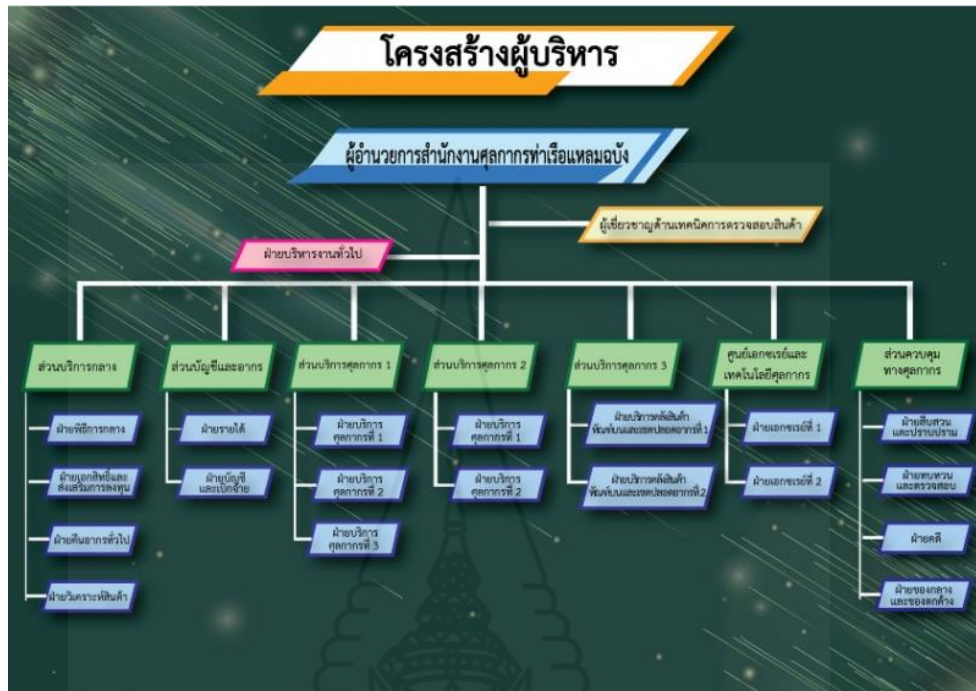 โครงสร้างผู้บริหาร
ผู้อำนวยการสำนักงานศุลกากรท่าเรือแหลมฉบัง
ผู้เชี่ยวชาญด้านเทคนิคการตรวจสอบสินค้า
ฝ่ายบริหารงานทั่วไป
ส่วนบริการกลาง
ฝ่ายพิธีการกลาง
ฝ่ายเอกสิทธิ์และ
ส่งเสริมการลงทุน
ฝ่ายคืนอากรทั่วไป
ฝ่ายวิเคราะห์สินค้า
ส่วนบัญชีและอากร
ฝ่ายรายได้
ฝ่ายบัญชี
และเบิกจ่าย
ส่วนบริการศุลกากร 1
ฝ่ายบริการ
ศุลกากรที่ 1
ฝ่ายบริการ
ศุลกากรที่ 2
ฝ่ายบริการ
ศุลกากรที่ 3
ส่วนบริการศุลกากร 2
ฝ่ายบริการ
ศุลกากรที่ 1
ฝ่ายบริการ
ศุลกากรที่ 2
ส่วนบริการศุลกากร 3
ฝ่ายบริการคลังสินค้า
ทัณฑ์บนและเขตปลอดอากรที่ 1
ฝ่ายบริการคลังสินค้า
ทัณฑ์บนและเขตปลอดอากรที่ 2
ศูนย์เอกซเรย์และ
เทคโนโลยีศุลกากร
ฝ่ายเอกซเรย์ที่ 1
ฝ่ายเอกซเรย์ที่ 2
ส่วนควบคุม
ทางศุลกากร
ฝ่ายสืบสวน
และปราบปราม
ฝ่ายทบทวน
และตรวจสอบ
ฝ่ายคดี
ฝ่ายของกลาง
และของตกค้าง